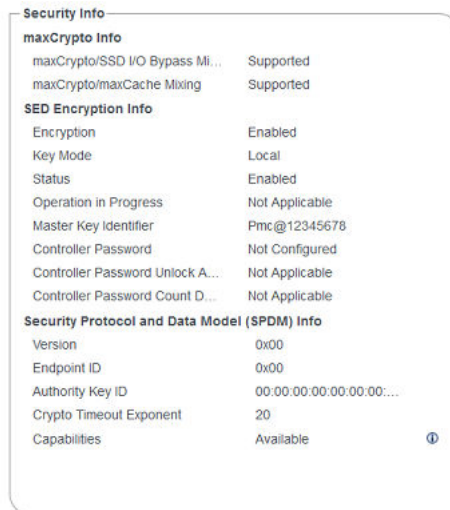 Security Info
maxCrypto Info
maxCrypto/SSD I/O Bypass Mi... Supported
maxCrypto/maxCache Mixing Supported
SED Encryption Info
Encryption Enabled
Key Mode Local
Status Enabled
Operation in Progress Not Applicable
Master Key Identifier Pmc@12345678
Controller Password Not Configured
Controller Password Unlock A... Not Applicable
Controller Password Count D... Not Applicable
Security Protocol and Data Model (SPDM) Info
Version 0x00
Endpoint ID 0x00
Authority Key ID 00:00:00:00:00:00:00:...
Crypto Timeout Exponent 20
Capabilities Available